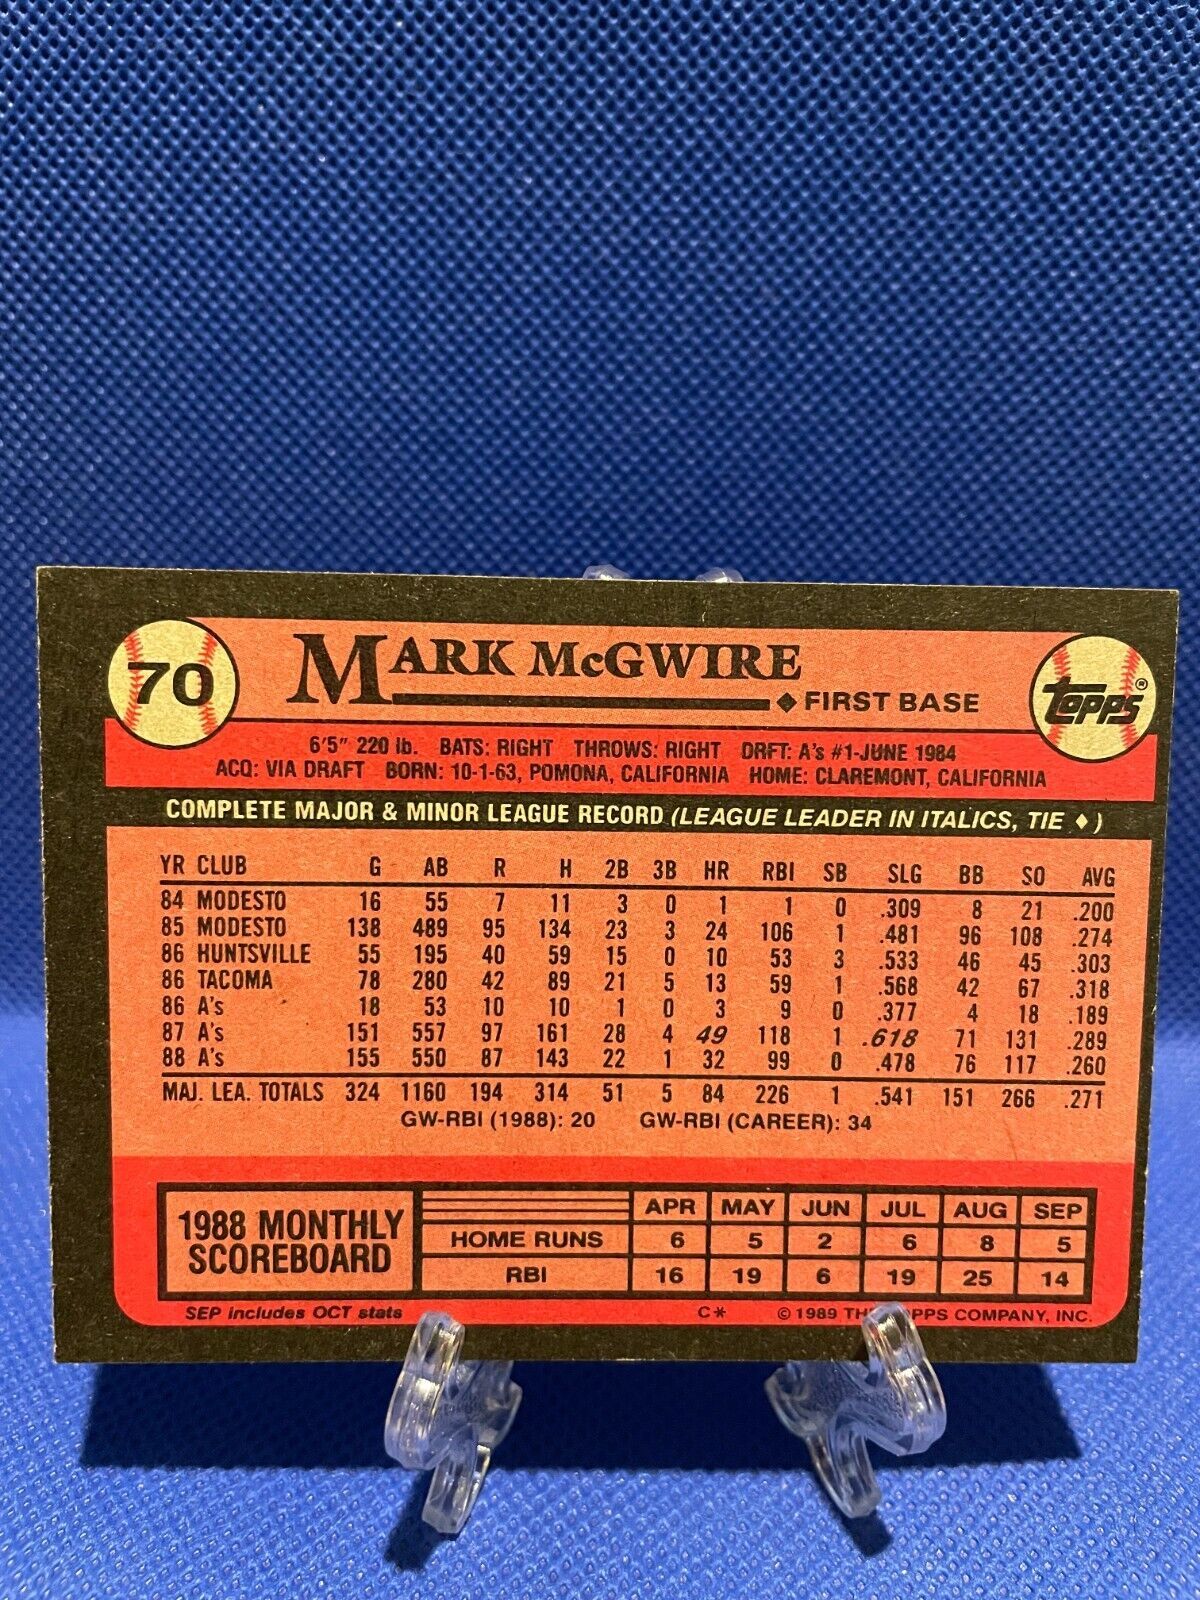 70
MARK McGWIRE
FIRST BASE
TOPPS®
6'5" 220 lb. BATS: RIGHT THROWS: RIGHT DRFT: A's #1-JUNE 1984
ACQ: VIA DRAFT BORN: 10-1-63, POMONA, CALIFORNIA HOME: CLAREMONT, CALIFORNIA
COMPLETE MAJOR & MINOR LEAGUE RECORD (LEAGUE LEADER IN ITALICS, TIE ♦)
YR CLUB G AB R H 2B 3B HR RBI SB SLG BB SO AVG
84 MODESTO 16 55 7 11 3 0 1 1 0 .309 8 21 .200
85 MODESTO 138 489 95 134 23 3 24 106 1 .481 96 108 .274
86 HUNTSVILLE 55 195 40 59 15 0 10 53 3 .533 46 45 .303
86 TACOMA 78 280 42 89 21 5 13 59 1 .568 42 67 .318
86 A's 18 53 10 10 1 0 3 9 0 .377 4 18 .189
87 A's 151 557 97 161 28 4 49 118 1 .618 71 131 .289
88 A's 155 550 87 143 22 1 32 99 0 .478 76 117 .260
MAJ. LEA. TOTALS 324 1160 194 314 51 5 84 226 1 .541 151 266 .271
GW-RBI (1988): 20 GW-RBI (CAREER): 34
1988 MONTHLY
SCOREBOARD
APR MAY JUN JUL AUG SEP
HOME RUNS 6 5 2 6 8 5
RBI 16 19 6 19 25 14
SEP includes OCT stats C* © 1989 THE TOPPS COMPANY, INC.